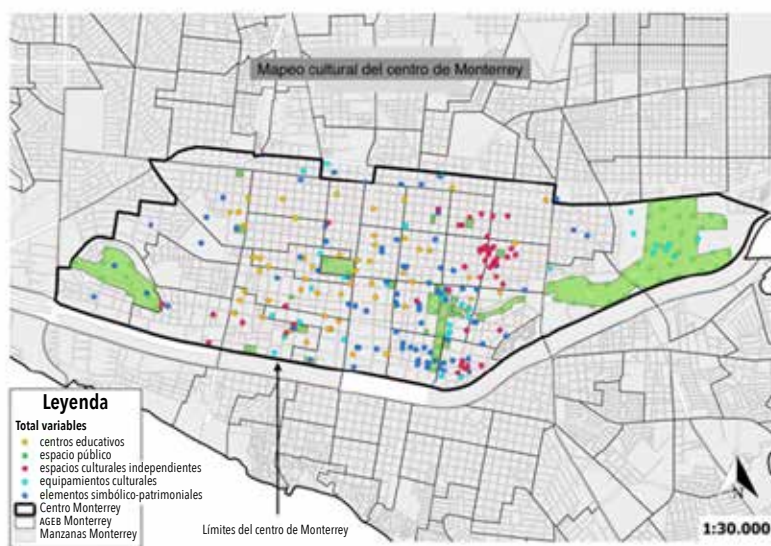 Mapeo cultural del centro de Monterrey
Leyenda
Total variables
centros educativos
espacio público
espacios culturales independientes
equipamientos culturales
elementos simbólico-patrimoniales
Centro Monterrey
AGEB Monterrey
Manzanas Monterrey
Límites del centro de Monterrey
N
1:30.000